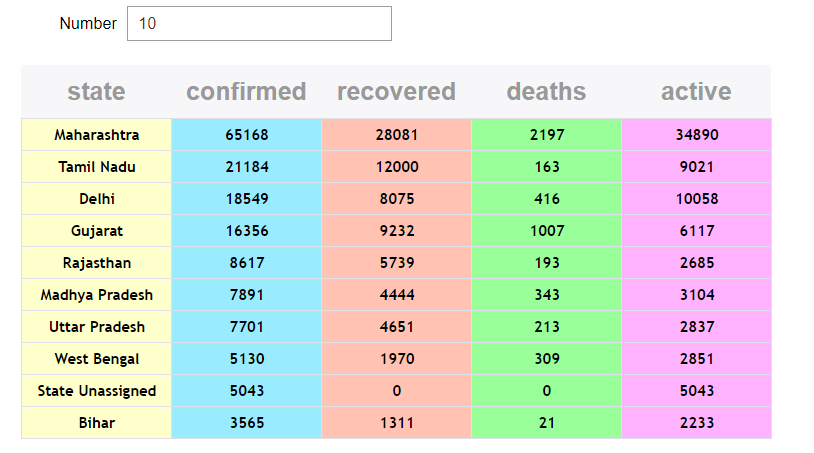 Number 10
state confirmed recovered deaths active
Maharashtra 65168 28081 2197 34890
Tamil Nadu 21184 12000 163 9021
Delhi 18549 8075 416 10058
Gujarat 16356 9232 1007 6117
Rajasthan 8617 5739 193 2685
Madhya Pradesh 7891 4444 343 3104
Uttar Pradesh 7701 4651 213 2837
West Bengal 5130 1970 309 2851
State Unassigned 5043 0 0 5043
Bihar 3565 1311 21 2233